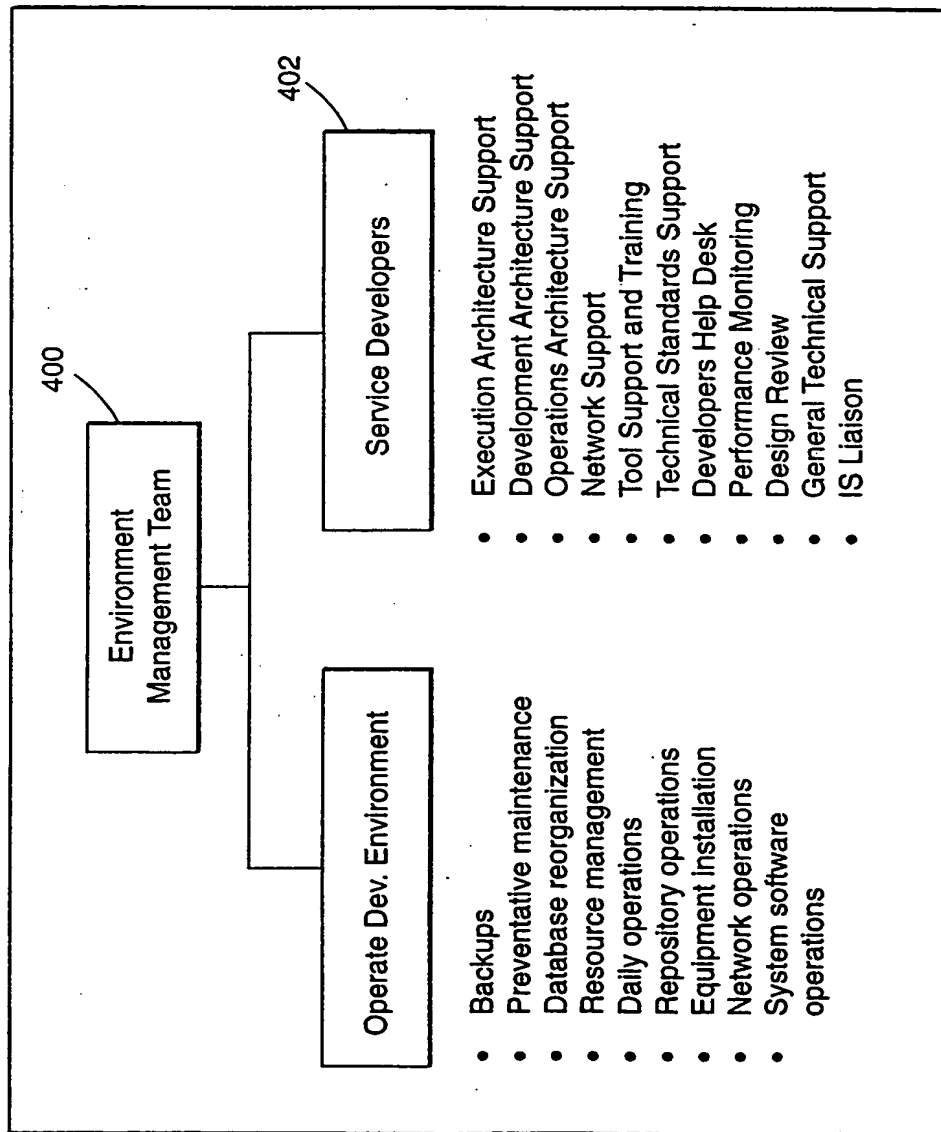 400
Environment
Management Team
402
Operate Dev. Environment
Service Developers
• Backups
• Preventative maintenance
• Database reorganization
• Resource management
• Daily operations
• Repository operations
• Equipment Installation
• Network operations
• System software
operations
• Execution Architecture Support
• Development Architecture Support
• Operations Architecture Support
• Network Support
• Tool Support and Training
• Technical Standards Support
• Developers Help Desk
• Performance Monitoring
• Design Review
• General Technical Support
• IS Liaison